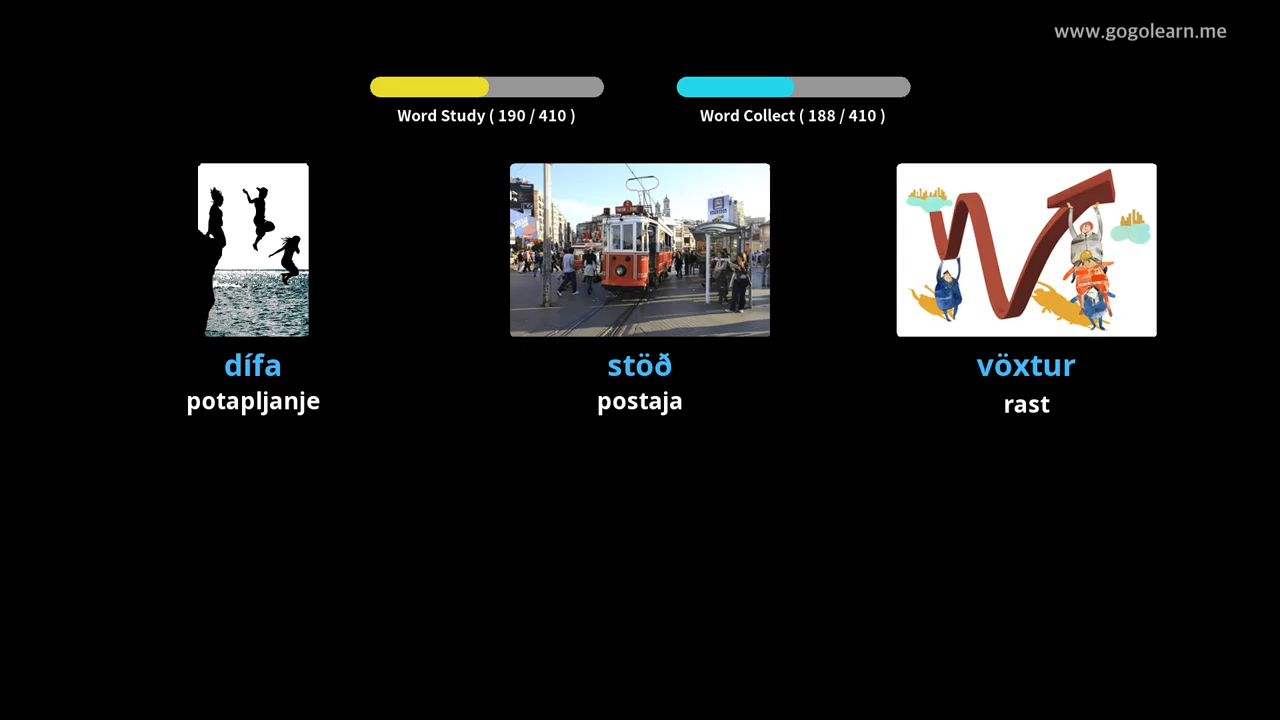 www.gogolearn.me
Word Study ( 190 / 410 )
Word Collect ( 188 / 410 )
dífa
stöð
vöxtur
potapljanje
postaja
rast